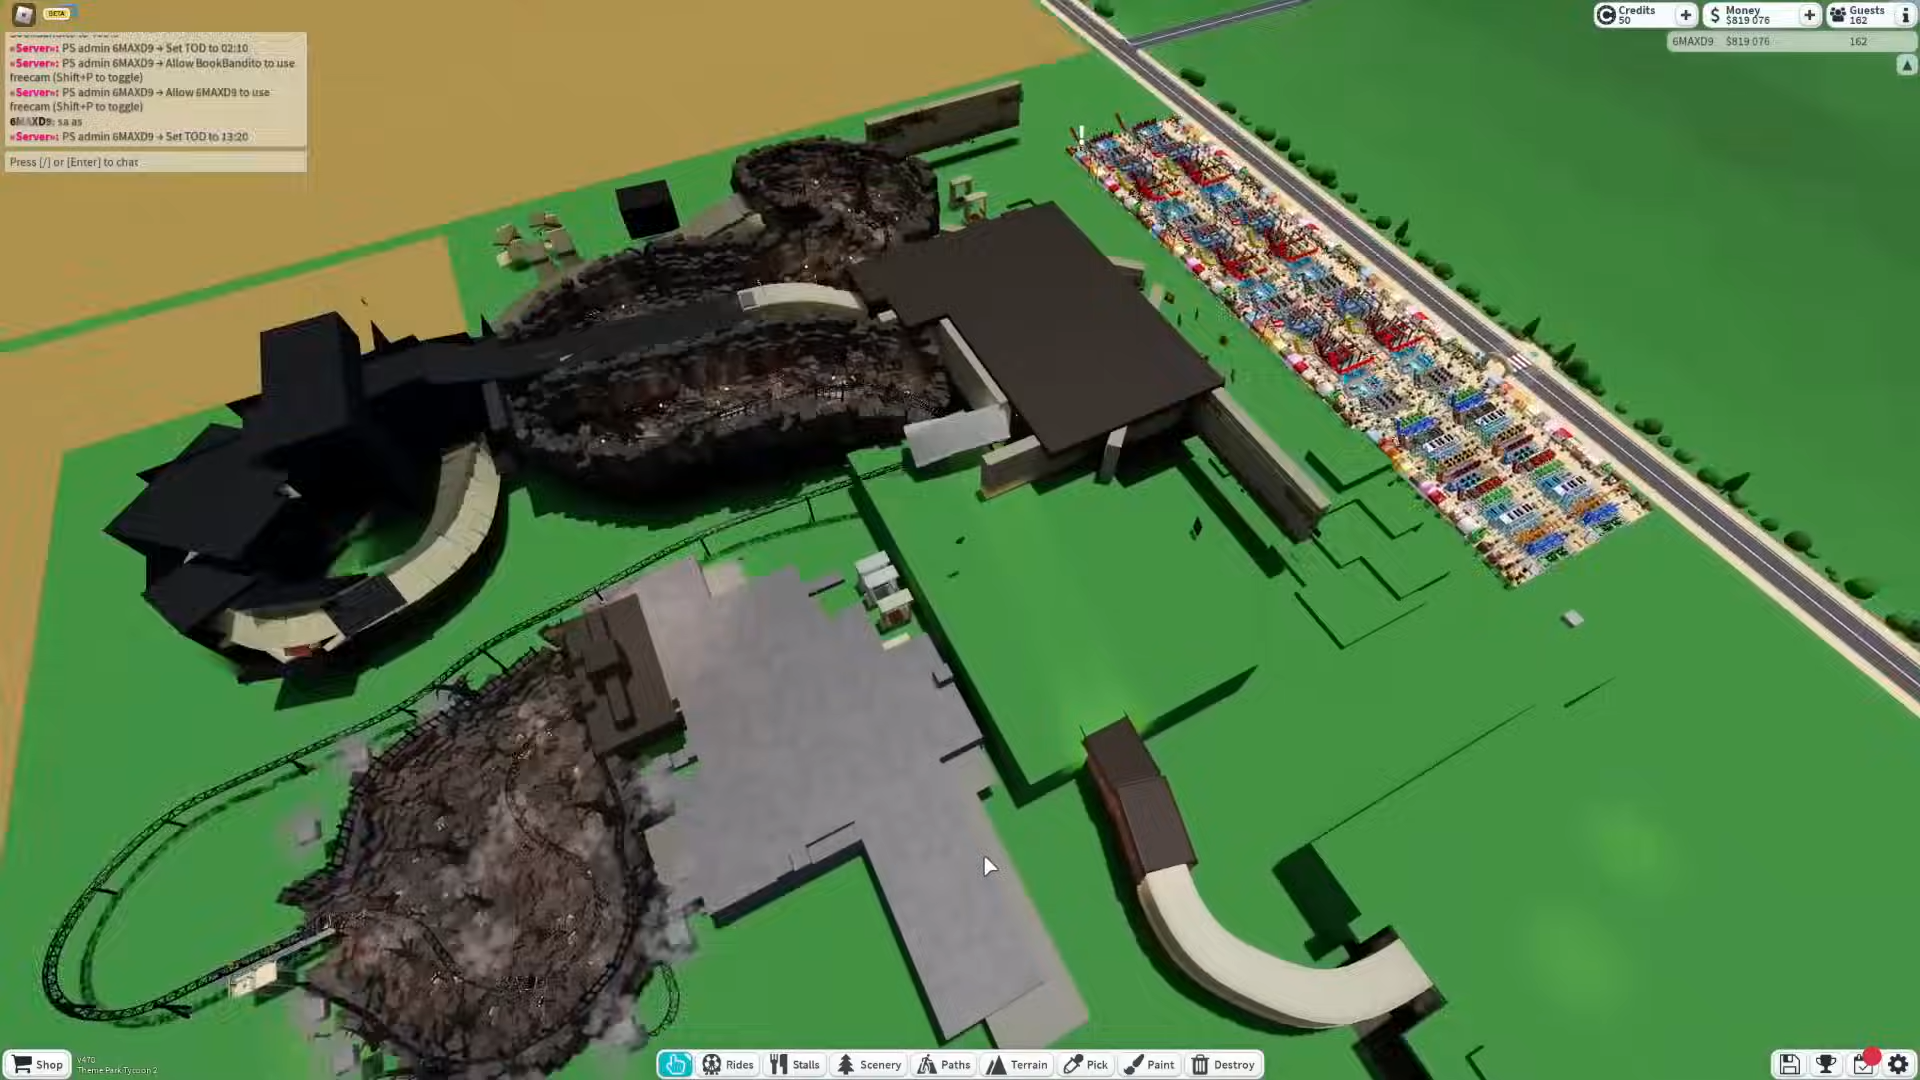 BETA
«Server»: PS admin 6MAXD9 → Set TOD to 02:10
«Server»: PS admin 6MAXD9 → Allow BookBandito to use
freecam (Shift+P to toggle)
«Server»: PS admin 6MAXD9 → Allow 6MAXD9 to use
freecam (Shift+P to toggle)
6MAXD9: sa as
«Server»: PS admin 6MAXD9 → Set TOD to 13:20
Press [/] or [Enter] to chat
Credits
50
Money
$819 076
Guests
162
6MAXD9 $819 076 162
Shop
v470
Theme Park Tycoon 2
Rides
Stalls
Scenery
Paths
Terrain
Pick
Paint
Destroy